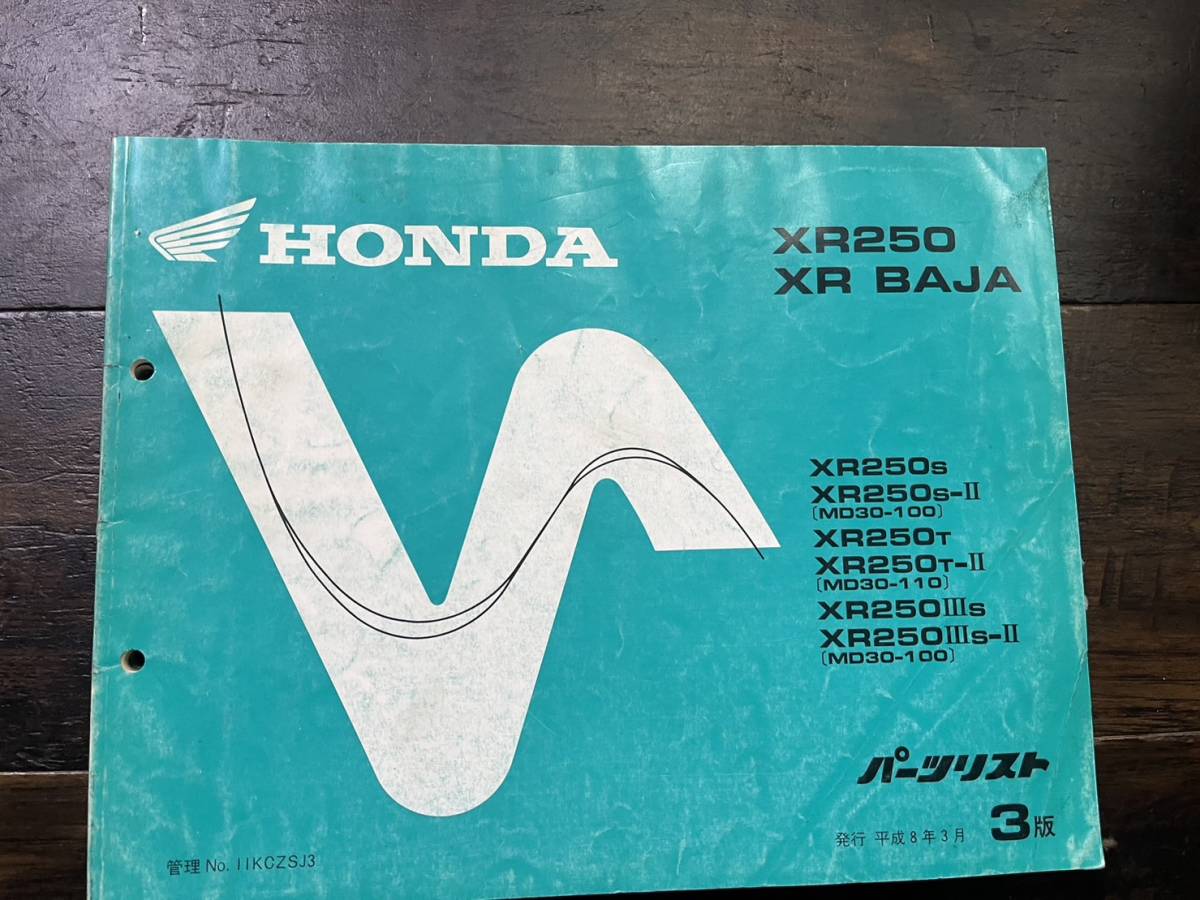 HONDA
XR250
XR BAJA
XR250S
XR250S-II
(MD30-100)
XR250T
XR250T-II
(MD30-110)
XR250IIIS
XR250IIIS-II
(MD30-100)
パーツリスト
発行 平成8年3月 3版
管理 No. 11KCZSJ3